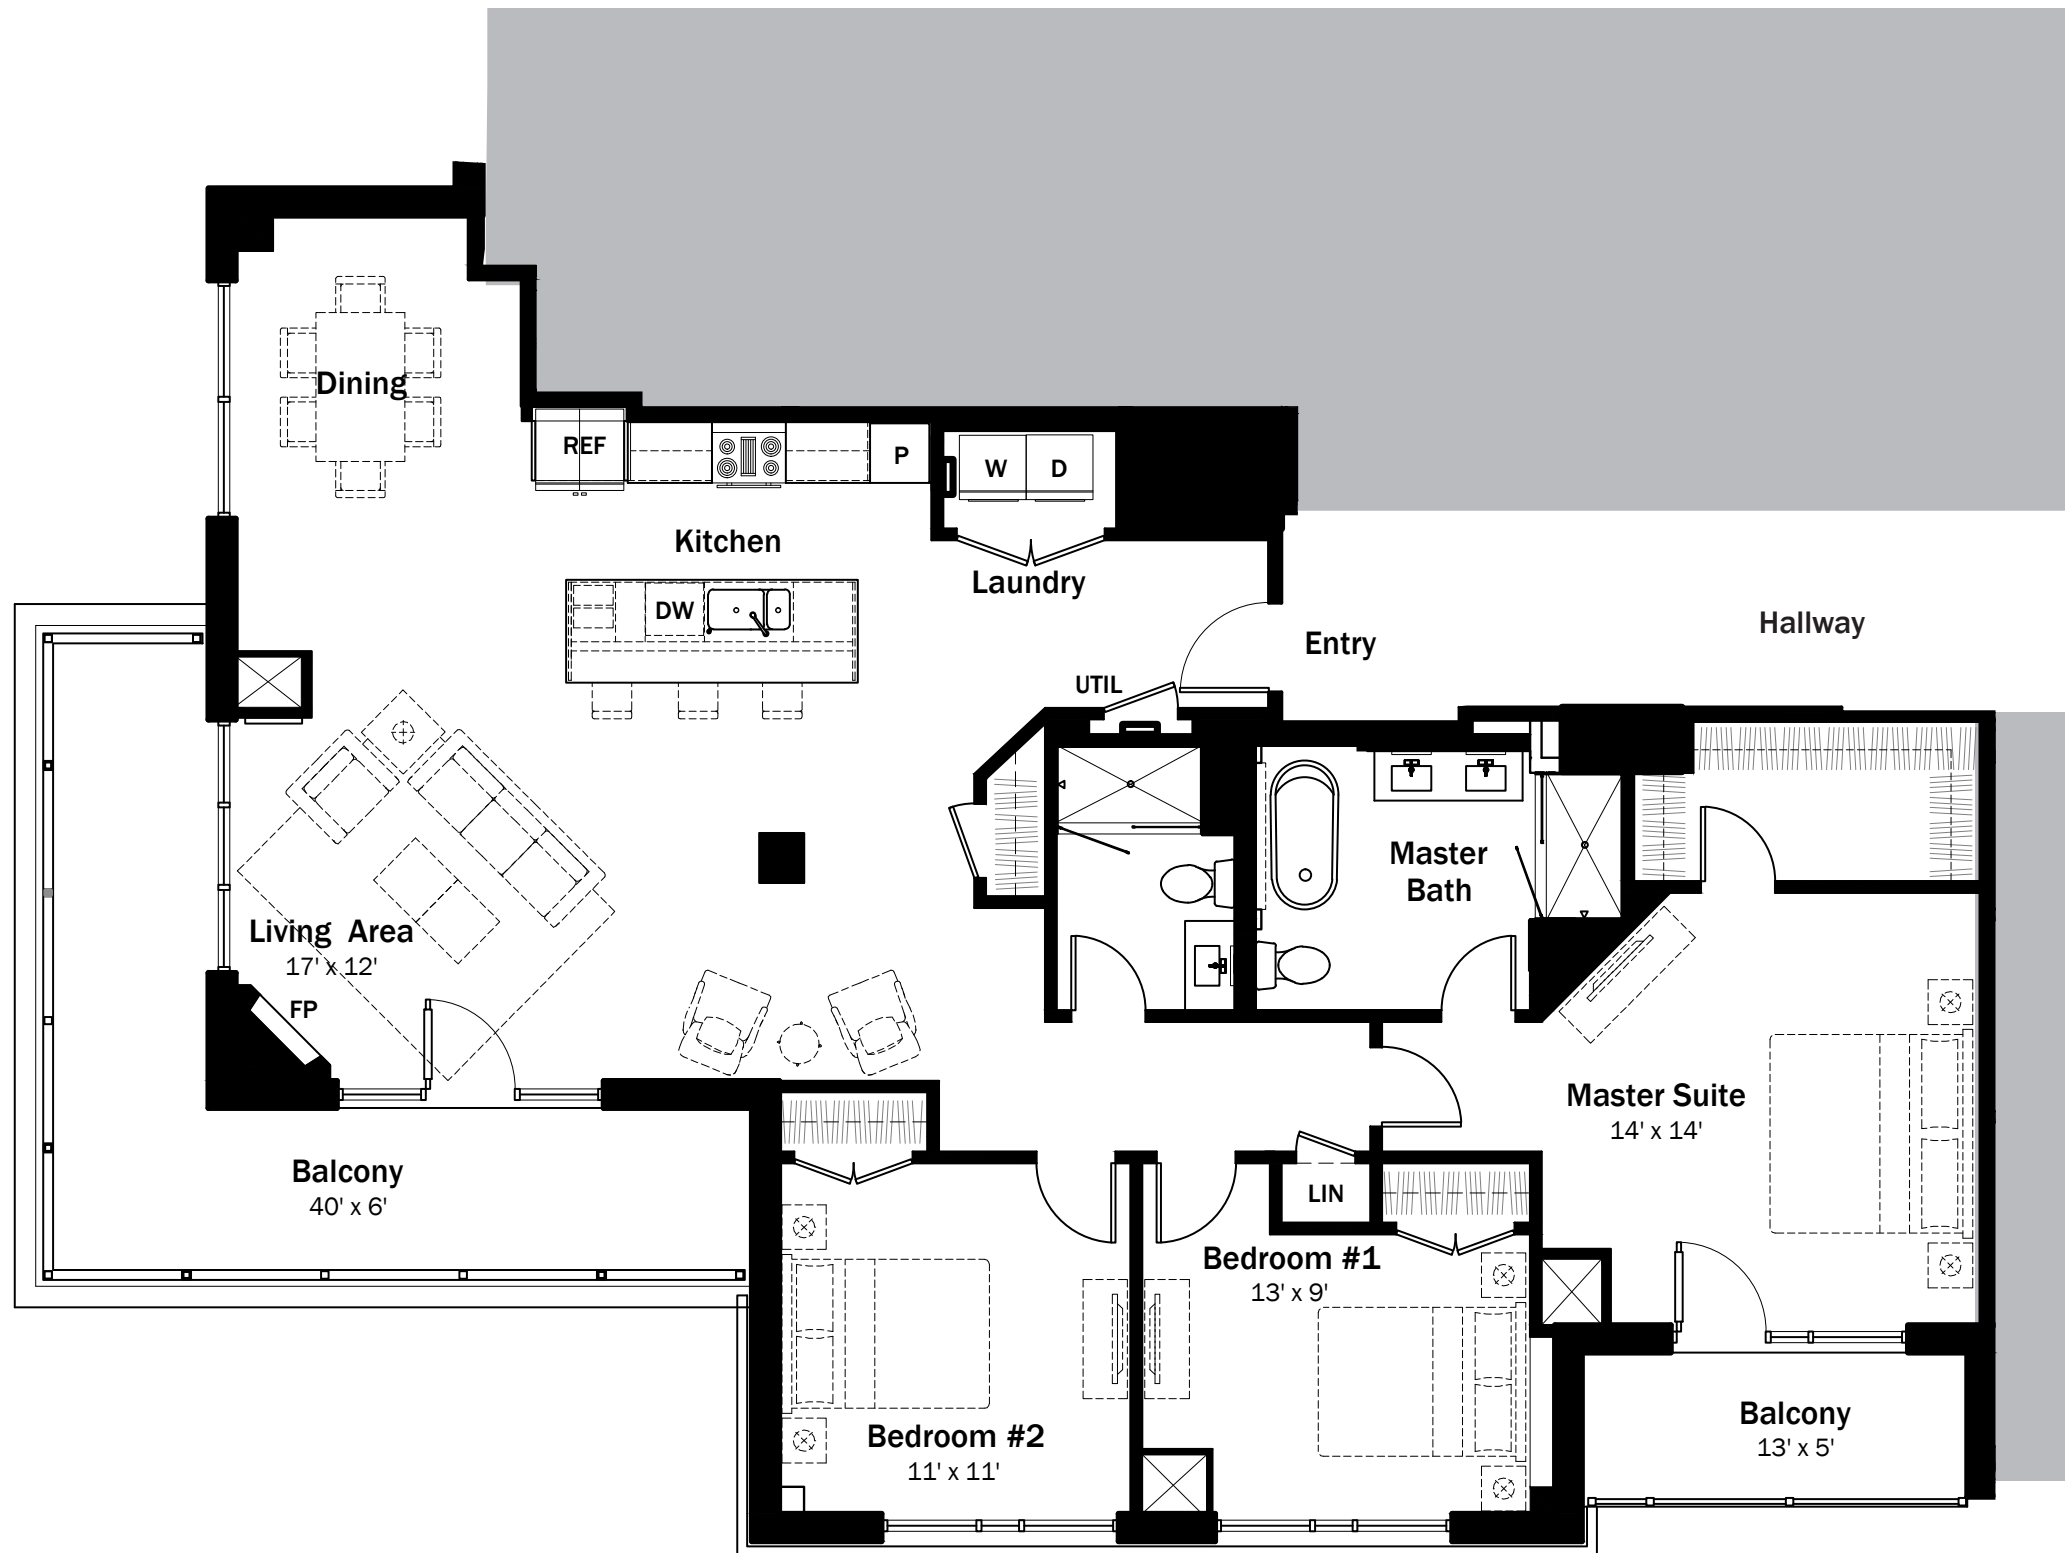 Dining
REF
P
W
D
Kitchen
Laundry
DW
Entry
Hallway
UTIL
Master
Bath
Living Area
17' x 12'
FP
Master Suite
14' x 14'
Balcony
40' x 6'
LIN
Bedroom #1
13' x 9'
Bedroom #2
11' x 11'
Balcony
13' x 5'